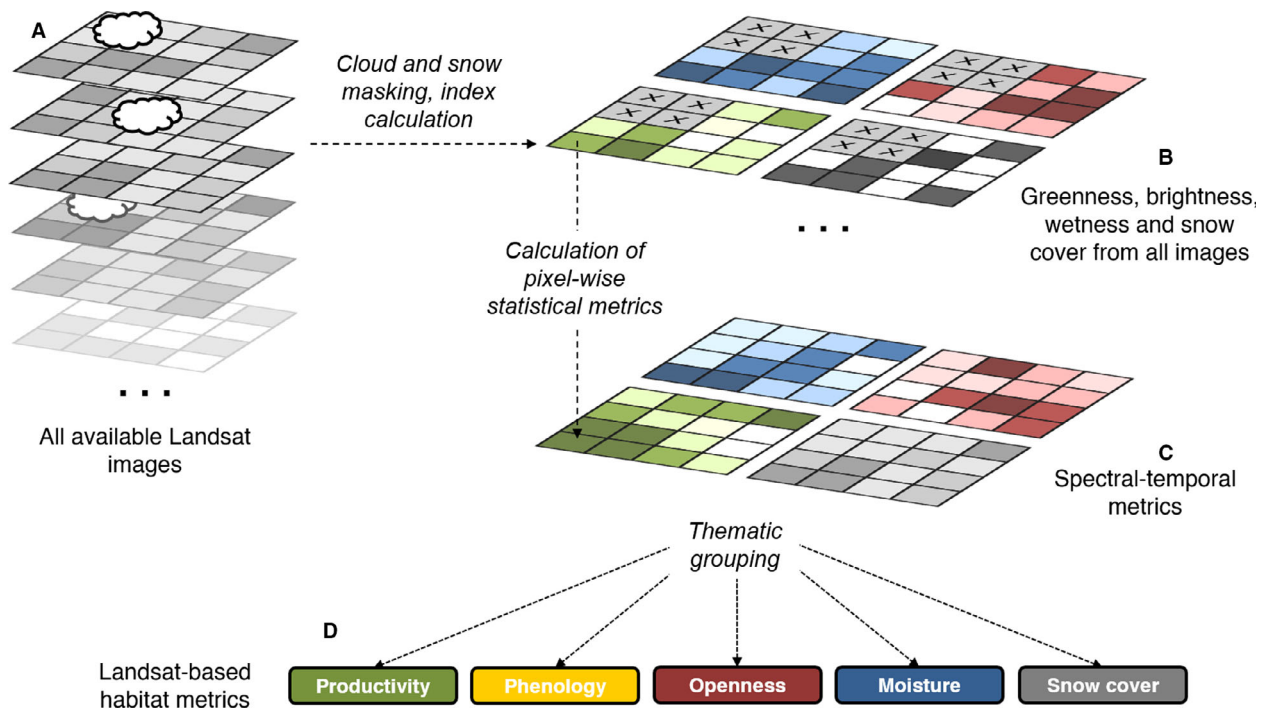 A
Cloud and snow
masking, index
calculation
B
Greenness, brightness,
wetness and snow
cover from all images
. . .
Calculation of
pixel-wise
statistical metrics
. . .
All available Landsat
images
C
Spectral-temporal
metrics
Thematic
grouping
D
Landsat-based
habitat metrics
Productivity
Phenology
Openness
Moisture
Snow cover